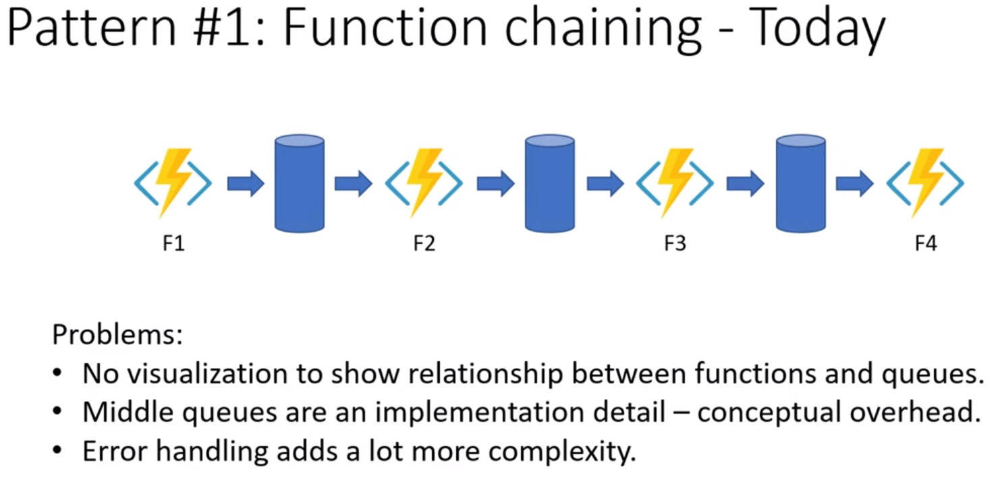 Pattern #1: Function chaining - Today
F1
F2
F3
F4
Problems:
• No visualization to show relationship between functions and queues.
• Middle queues are an implementation detail – conceptual overhead.
• Error handling adds a lot more complexity.